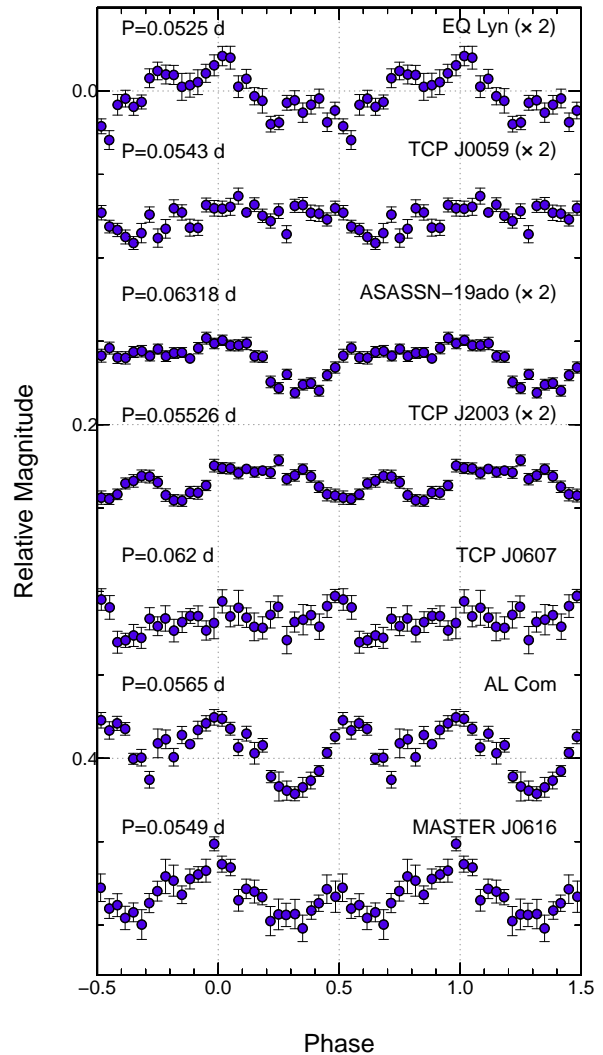 P=0.0525 d EQ Lyn (× 2)
0.0
P=0.0543 d TCP J0059 (× 2)
P=0.06318 d ASASSN−19ado (× 2)
0.2
P=0.05526 d TCP J2003 (× 2)
P=0.062 d TCP J0607
P=0.0565 d AL Com
0.4
P=0.0549 d MASTER J0616
Relative Magnitude
−0.5 0.0 0.5 1.0 1.5
Phase